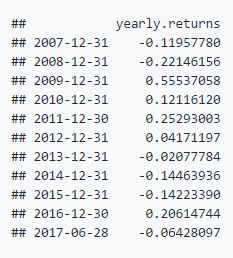 ## yearly.returns
## 2007-12-31 -0.11957780
## 2008-12-31 -0.22146156
## 2009-12-31 0.55537058
## 2010-12-31 0.12116120
## 2011-12-30 0.25293003
## 2012-12-31 0.04171197
## 2013-12-31 -0.02077784
## 2014-12-31 -0.14463936
## 2015-12-31 -0.14223390
## 2016-12-30 0.20614744
## 2017-06-28 -0.06428097